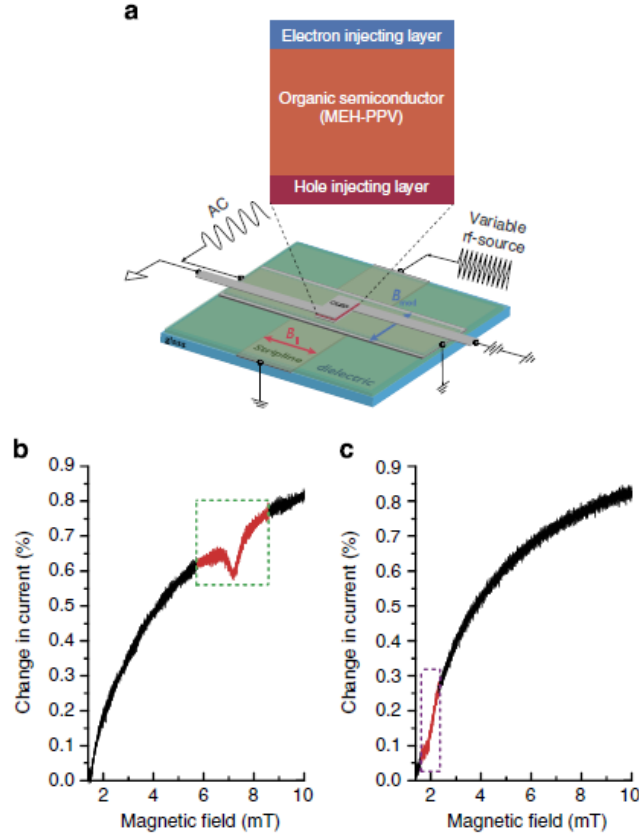 a
Electron injecting layer
Organic semiconductor
(MEH-PPV)
Hole injecting layer
AC
Variable
rf-source
B
B₁
Stripline
dielectric
glass
b
0.9
0.8
0.7
0.6
0.5
0.4
0.3
0.2
0.1
0.0
Change in current (%)
2
4
6
8
10
Magnetic field (mT)
c
0.9
0.8
0.7
0.6
0.5
0.4
0.3
0.2
0.1
0.0
Change in current (%)
2
4
6
8
10
Magnetic field (mT)